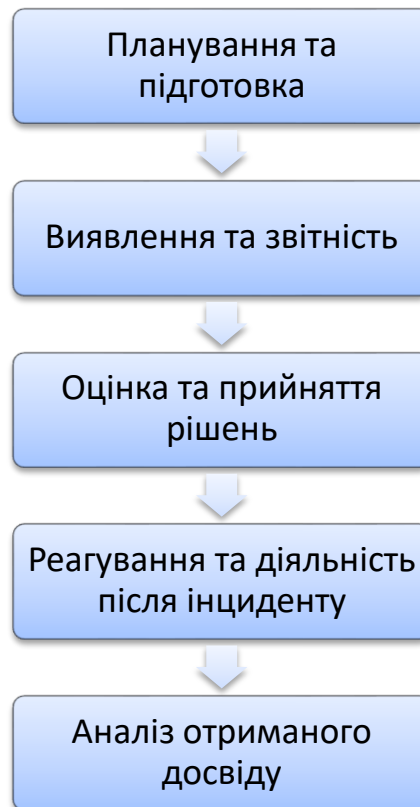 Планування та
підготовка
Виявлення та звітність
Оцінка та прийняття
рішень
Реагування та діяльність
після інциденту
Аналіз отриманого
досвіду